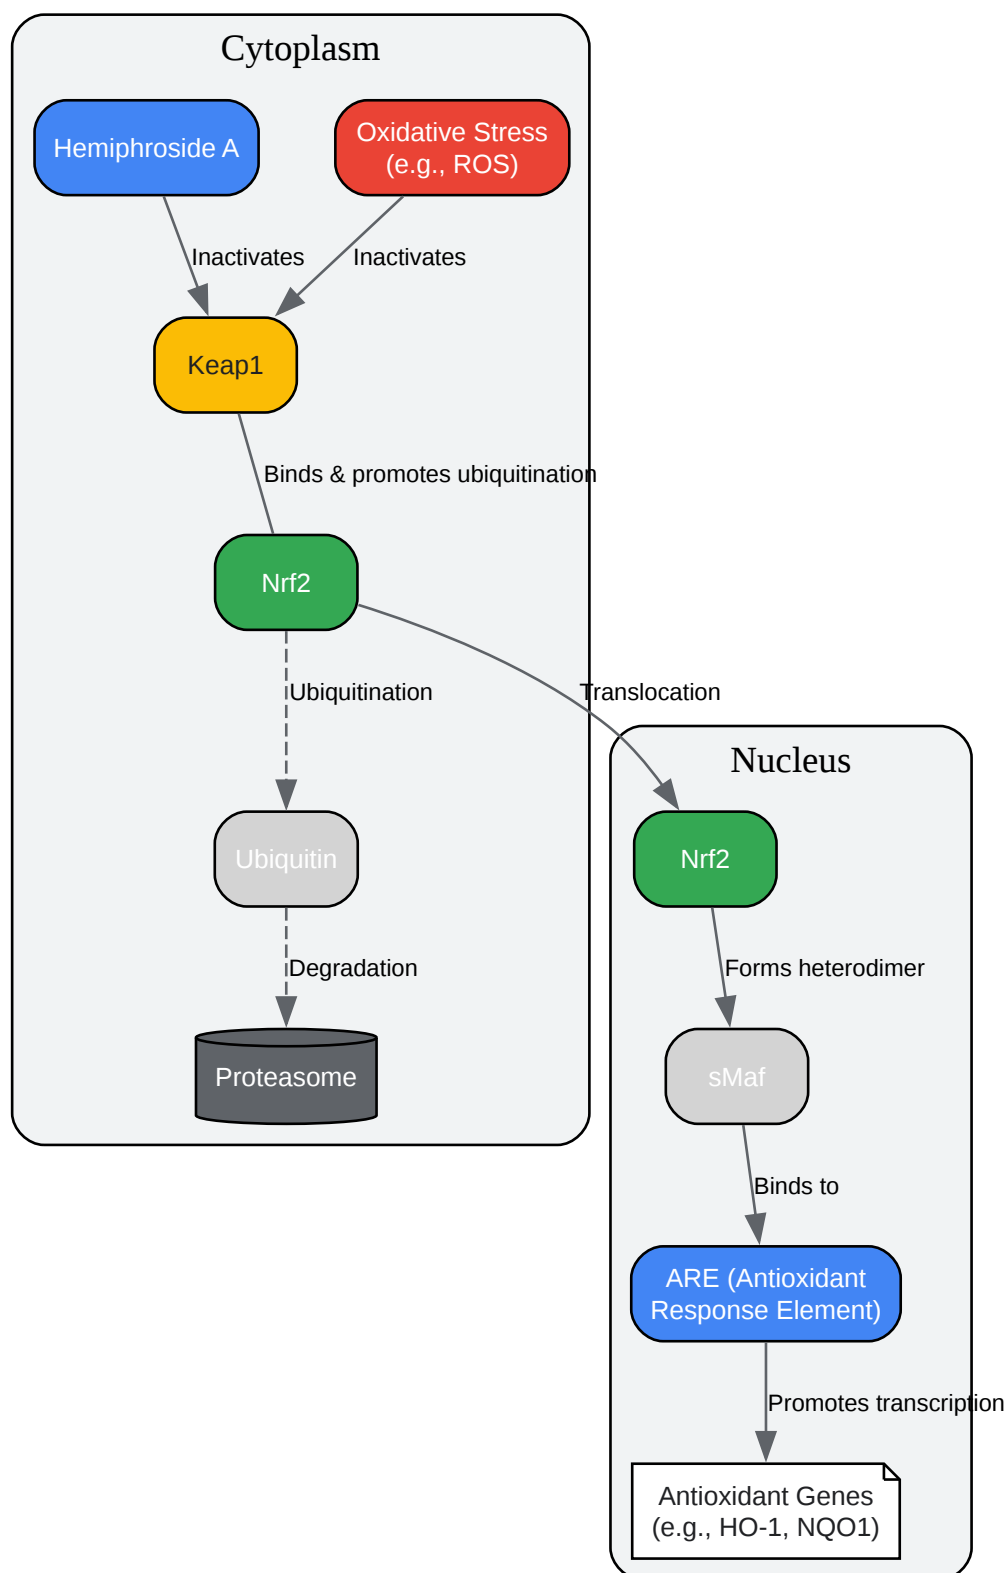 Cytoplasm
Hemiphroside A
Oxidative Stress
(e.g., ROS)
Inactivates
Inactivates
Keap1
Binds & promotes ubiquitination
Nrf2
Ubiquitination
Translocation
Ubiquitin
Degradation
Proteasome
Nucleus
Nrf2
Forms heterodimer
sMaf
Binds to
ARE (Antioxidant
Response Element)
Promotes transcription
Antioxidant Genes
(e.g., HO-1, NQO1)